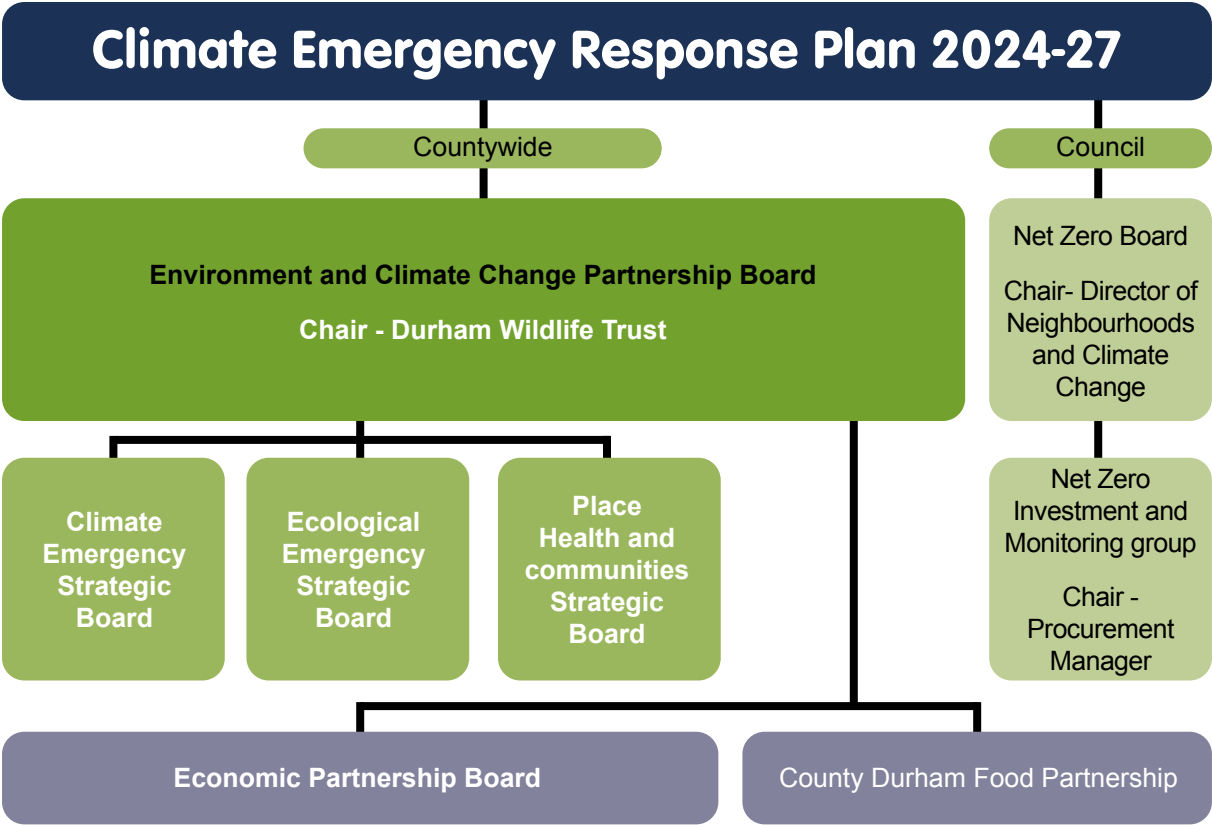 Climate Emergency Response Plan 2024-27
Countywide
Council
Environment and Climate Change Partnership Board
Chair - Durham Wildlife Trust
Net Zero Board
Chair- Director of
Neighbourhoods
and Climate
Change
Climate
Emergency
Strategic
Board
Ecological
Emergency
Strategic
Board
Place
Health and
communities
Strategic
Board
Net Zero
Investment and
Monitoring group
Chair -
Procurement
Manager
Economic Partnership Board
County Durham Food Partnership